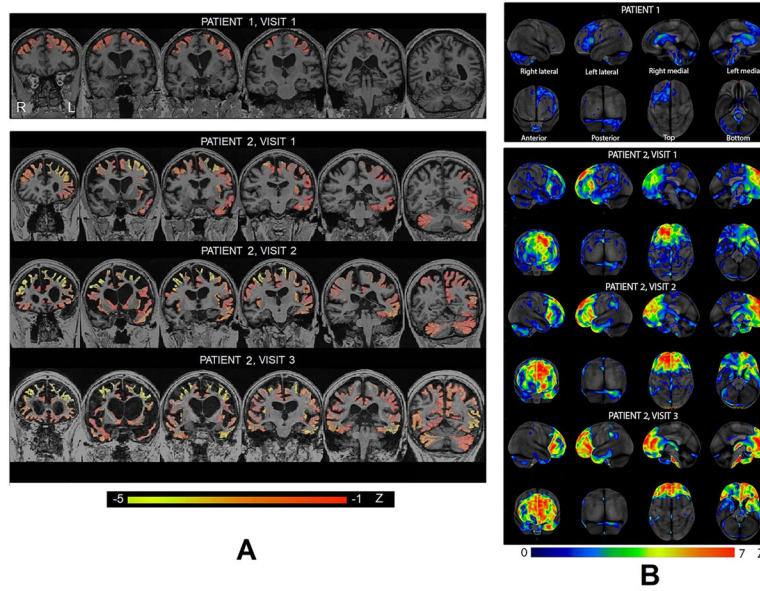 PATIENT 1, VISIT 1
R L
PATIENT 2, VISIT 1
PATIENT 2, VISIT 2
PATIENT 2, VISIT 3
-5 -1 Z
A
PATIENT 1
Right lateral Left lateral Right medial Left medial
Anterior Posterior Top Bottom
PATIENT 2, VISIT 1
PATIENT 2, VISIT 2
PATIENT 2, VISIT 3
0 7 Z
B